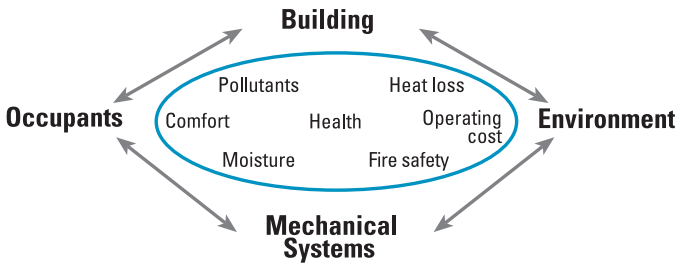 Building
Pollutants
Heat loss
Occupants
Comfort
Health
Operating
cost
Environment
Moisture
Fire safety
Mechanical
Systems